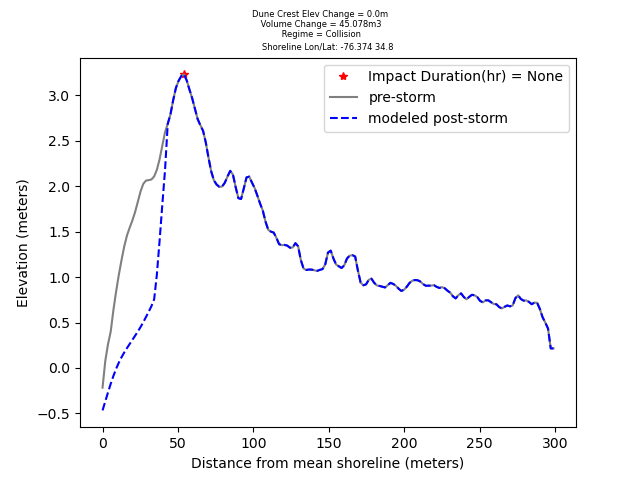 Dune Crest Elev Change = 0.0m
Volume Change = 45.078m3
Regime = Collision
Shoreline Lon/Lat: -76.374 34.8
Impact Duration(hr) = None
pre-storm
modeled post-storm
Elevation (meters)
3.0
2.5
2.0
1.5
1.0
0.5
0.0
−0.5
0 50 100 150 200 250 300
Distance from mean shoreline (meters)